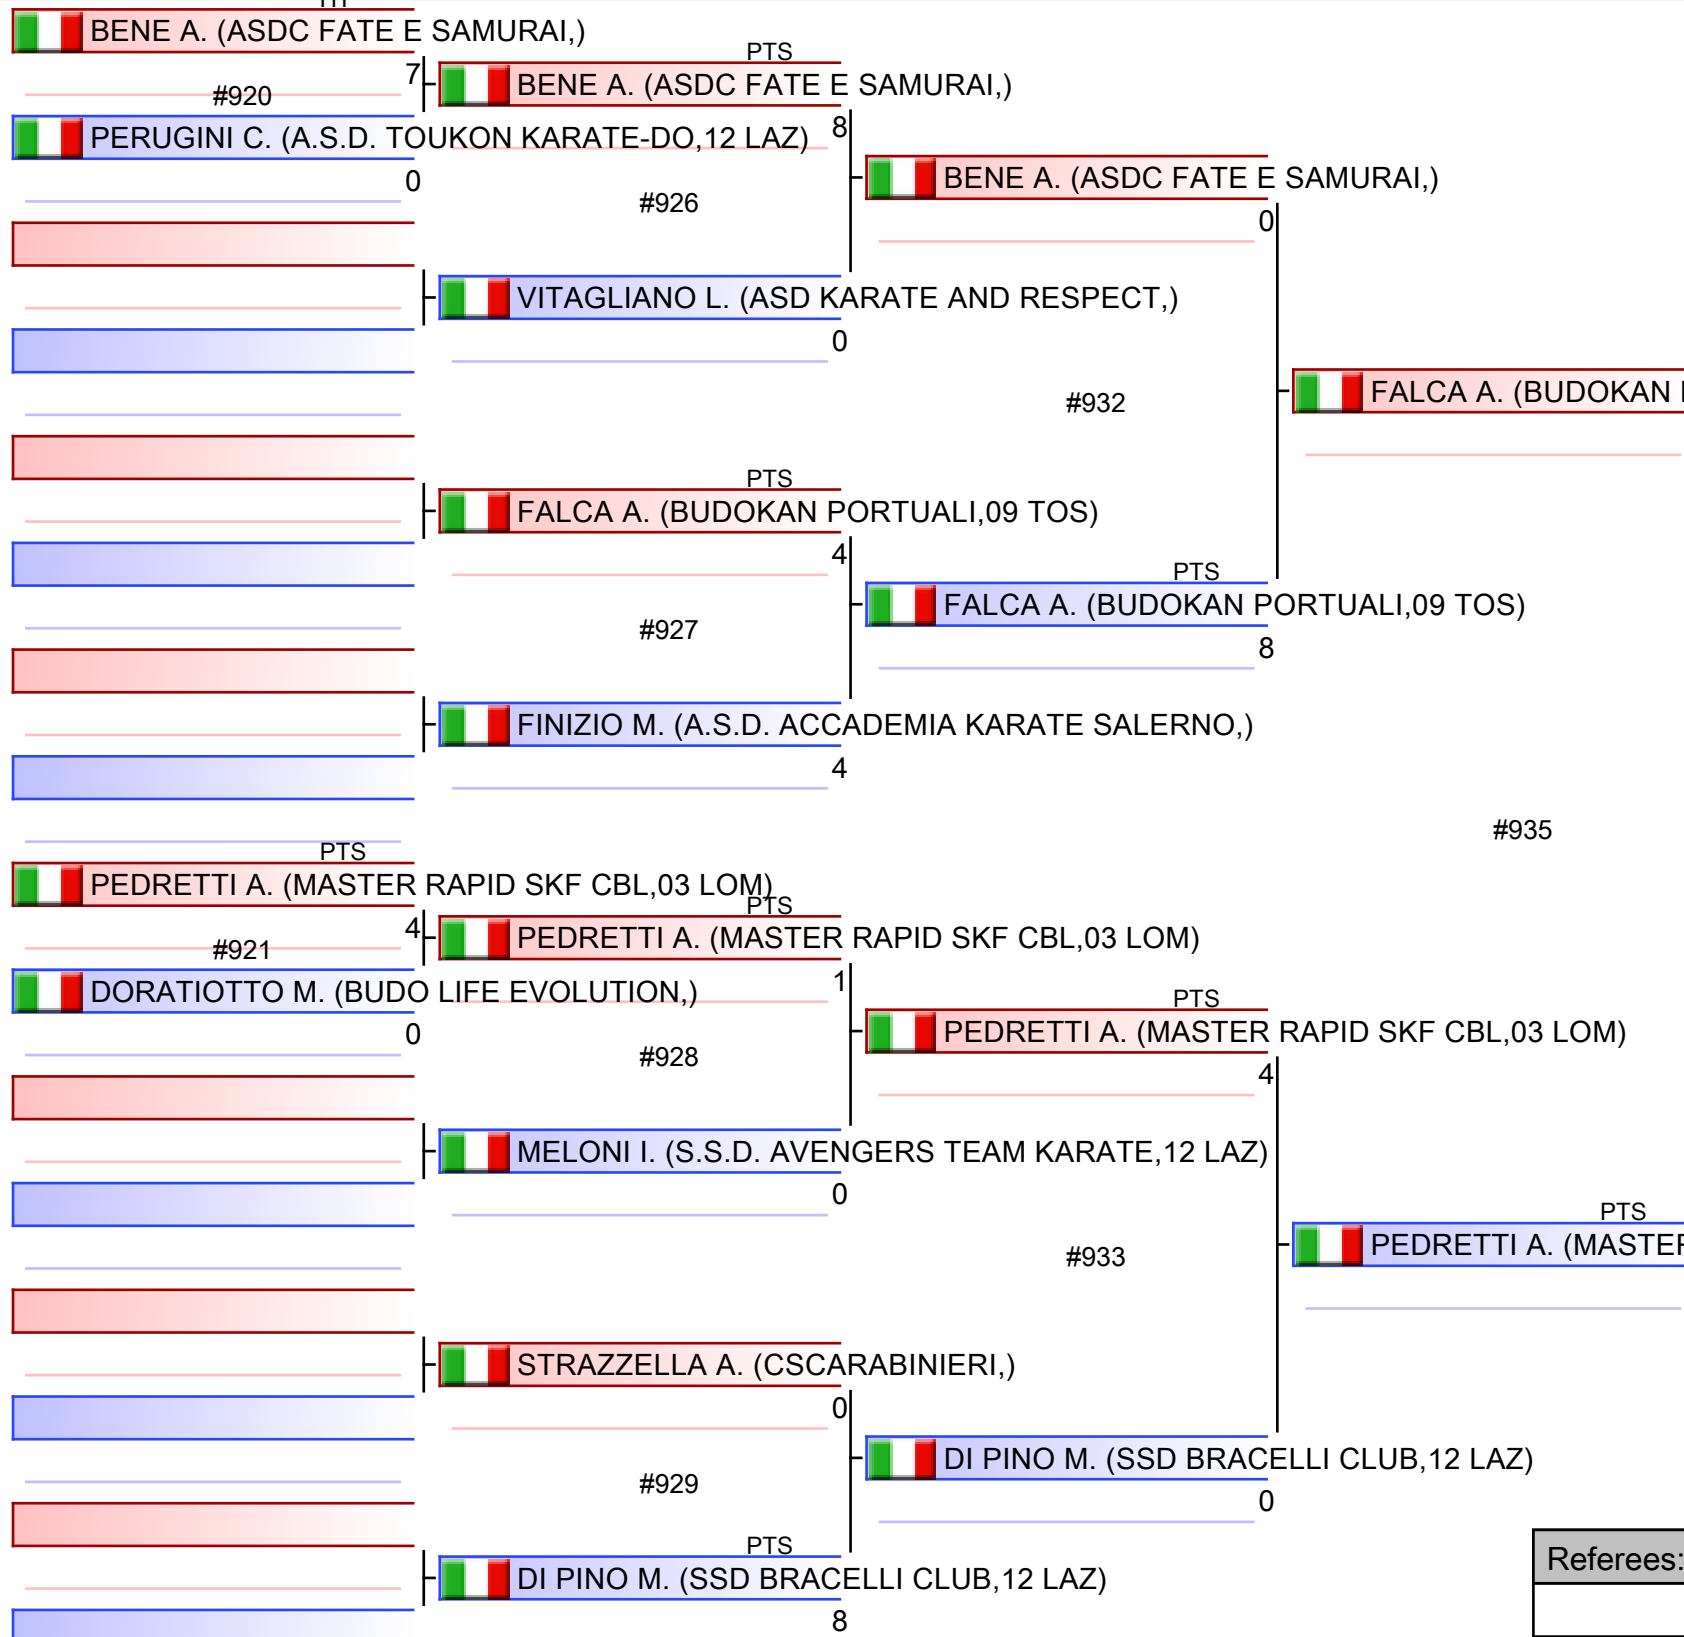 BENE A. (ASDC FATE E SAMURAI,)
PTS
7
BENE A. (ASDC FATE E SAMURAI,)
#920
PERUGINI C. (A.S.D. TOUKON KARATE-DO,12 LAZ)
8
0
BENE A. (ASDC FATE E SAMURAI,)
#926
0
VITAGLIANO L. (ASD KARATE AND RESPECT,)
0
#932
FALCA A. (BUDOKAN
PTS
FALCA A. (BUDOKAN PORTUALI,09 TOS)
4
PTS
FALCA A. (BUDOKAN PORTUALI,09 TOS)
#927
8
FINIZIO M. (A.S.D. ACCADEMIA KARATE SALERNO,)
4
#935
PTS
PEDRETTI A. (MASTER RAPID SKF CBL,03 LOM)
PTS
4
PEDRETTI A. (MASTER RAPID SKF CBL,03 LOM)
#921
1
DORATIOTTO M. (BUDO LIFE EVOLUTION,)
PTS
0
PEDRETTI A. (MASTER RAPID SKF CBL,03 LOM)
#928
4
MELONI I. (S.S.D. AVENGERS TEAM KARATE,12 LAZ)
0
PTS
#933
PEDRETTI A. (MASTER
STRAZZELLA A. (CSCARABINIERI,)
0
DI PINO M. (SSD BRACELLI CLUB,12 LAZ)
#929
0
PTS
Referees:
DI PINO M. (SSD BRACELLI CLUB,12 LAZ)
8